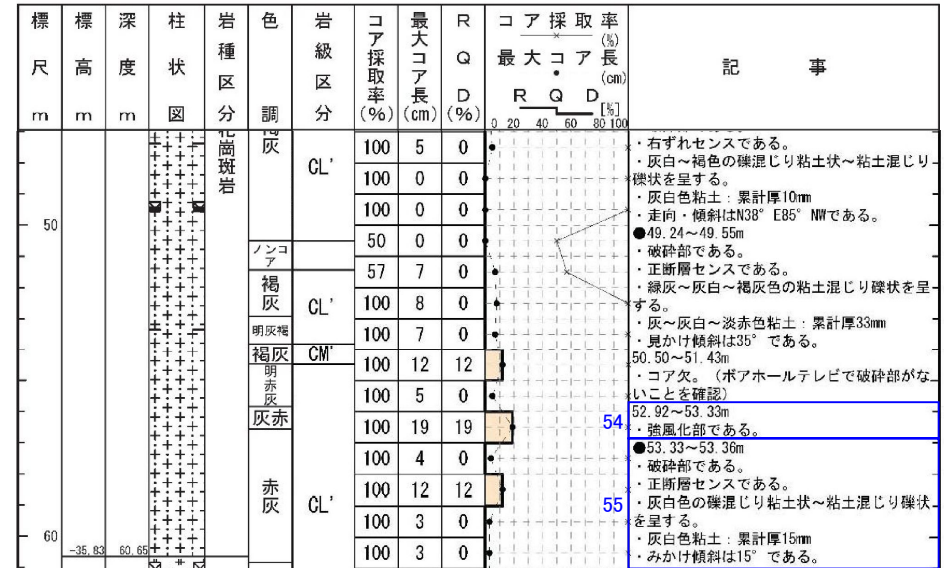 標 標 深 柱 岩 色 岩 コ 最 R コ ア 採 取 率
尺 高 度 状 種 調 級 ア 大 Q (%)
m m m 図 区 区 採 コ D 最 大 コ ア 長
分 分 取 ア (%) (cm)
率 長 R Q D
(%) (cm) [%]
0 20 40 60 80 100
記 事
崗
斑
岩
灰
CL'
100 5 0
100 0 0
100 0 0
50
50 0 0
ノンコ
ア
57 7 0
褐
灰
CL'
100 8 0
明灰褐
100 7 0
褐灰 CM'
100 12 12
明
赤
灰
100 5 0
灰赤
100 19 19
100 4 0
赤
灰
CL'
100 12 12
100 3 0
60
-35.83 60.65
100 3 0
・右ずれセンスである。
・灰白~褐色の礫混じり粘土状~粘土混じり
礫状を呈する。
・灰白色粘土:累計厚10mm
・走向・傾斜はN38°E85°NWである。
●49.24~49.55m
・破砕部である。
・正断層センスである。
・緑灰~灰白~褐灰色の粘土混じり礫状を呈
する。
・灰~灰白~淡赤色粘土:累計厚33mm
・見かけ傾斜は35°である。
50.50~51.43m
・コア欠。(ボアホールテレビで破砕部がな
いことを確認)
54
52.92~53.33m
・強風化部である。
55
●53.33~53.36m
・破砕部である。
・正断層センスである。
・灰白色の礫混じり粘土状~粘土混じり礫状
を呈する。
・灰白色粘土:累計厚15mm
・みかけ傾斜は15°である。